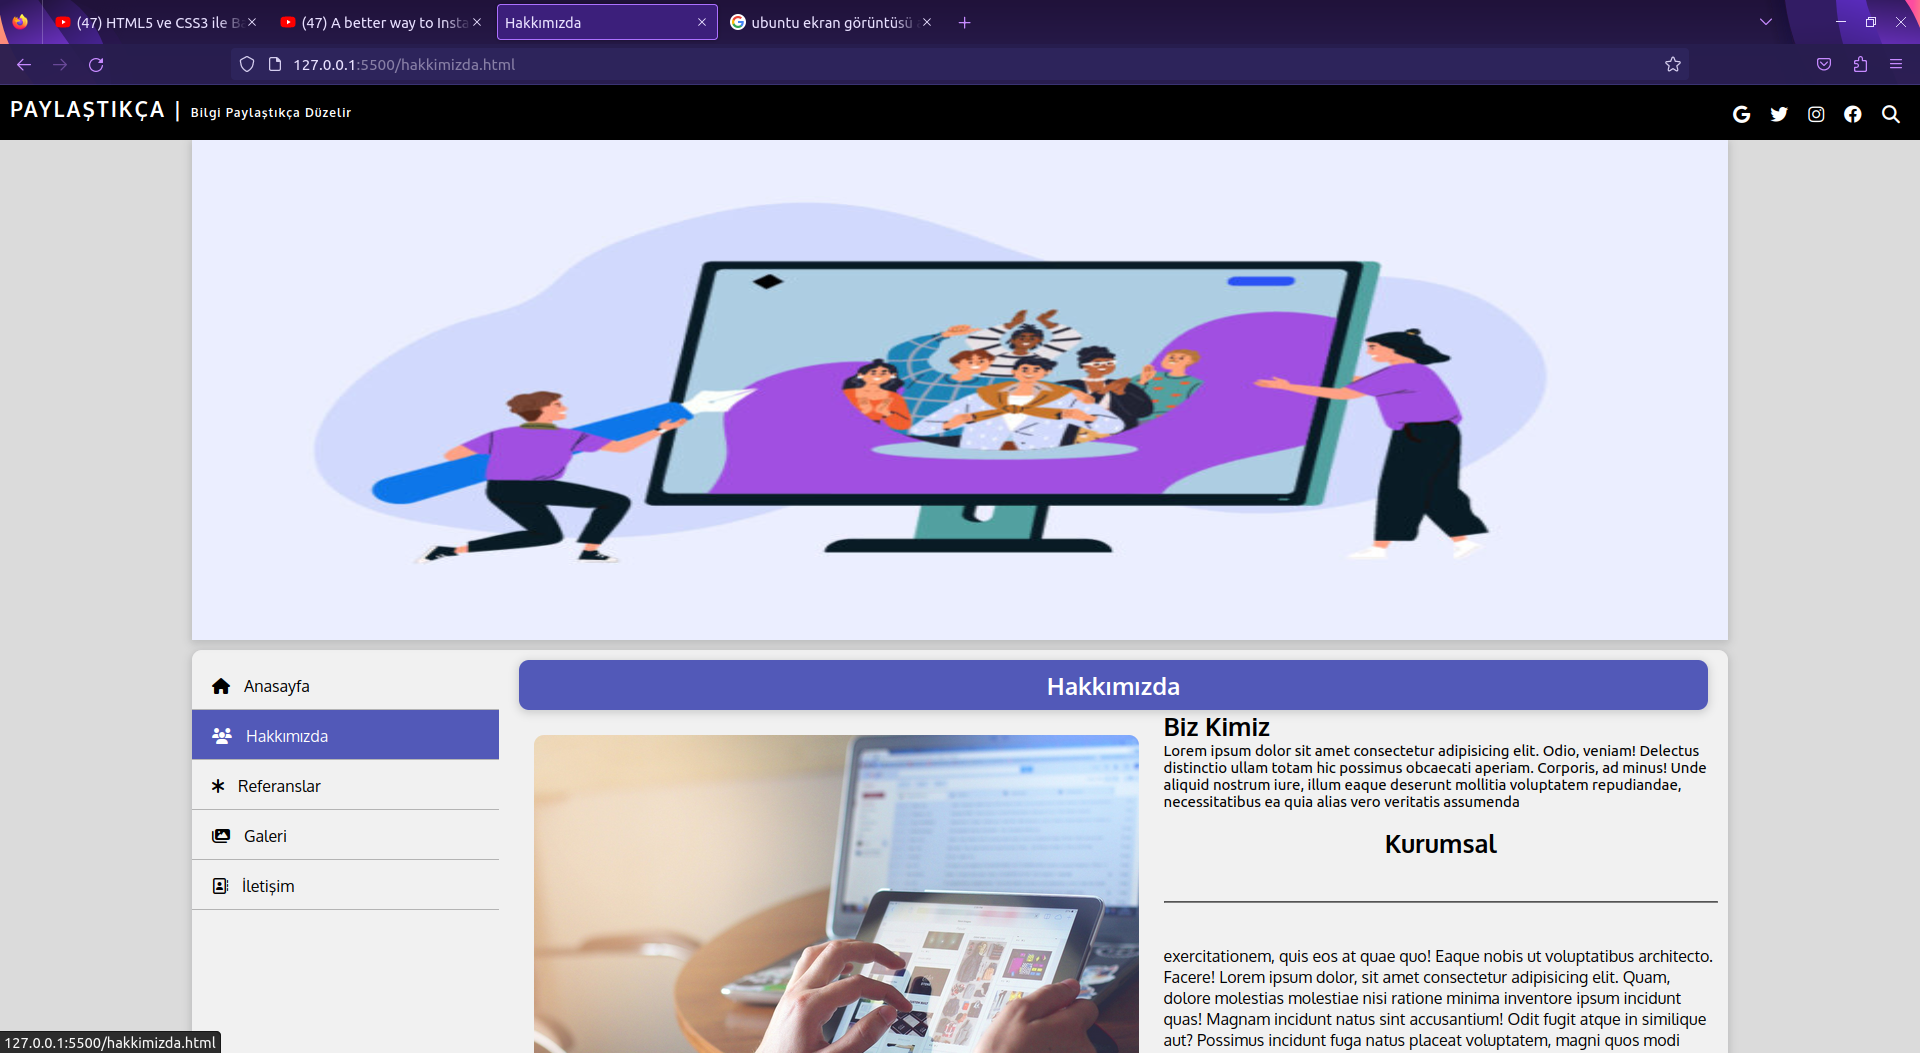 (47) HTML5 ve CSS3 ile B
(47) A better way to Insta
Hakkımızda
ubuntu ekran görüntüsü
127.0.0.1:5500/hakkimizda.html
PAYLAŞTIKÇA | Bilgi Paylaştıkça Düzelir
Anasayfa
Hakkımızda
Referanslar
Galeri
İletişim
Hakkımızda
Biz Kimiz
Lorem ipsum dolor sit amet consectetur adipisicing elit. Odio, veniam! Delectus
distinctio ullam totam hic possimus obcaecati aperiam. Corporis, ad minus! Unde
aliquid nostrum iure, illum eaque deserunt mollitia voluptatem repudiandae,
necessitatibus ea quia alias vero veritatis assumenda
Kurumsal
exercitationem, quis eos at quae quo! Eaque nobis ut voluptatibus architecto.
Facere! Lorem ipsum dolor, sit amet consectetur adipisicing elit. Quam,
dolore molestias molestiae nisi ratione minima inventore ipsum incidunt
quas! Magnam incidunt natus sint accusantium! Odit fugit atque in similique
aut? Possimus incidunt fuga natus placeat voluptatem, magni quos modi
127.0.0.1:5500/hakkimizda.html